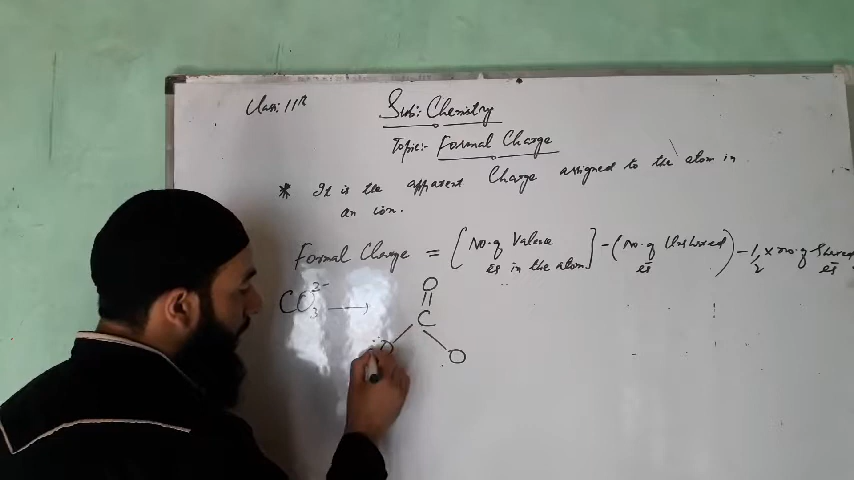 Class: 11th
Sub: Chemistry
Topic:- Formal Charge
* It is the apparent Charge assigned to the atom in
an ion.
Formal Charge = [No. of Valence es in the atom] - (no. of Unshared es) - 1/2 x no. of Shared es
CO3 2- →
O
C
O O